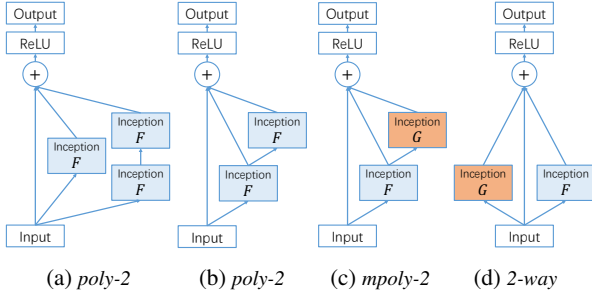 Output
ReLU
+
Inception
F
Inception
F
Inception
F
Input
(a) poly-2
Output
ReLU
+
Inception
F
Inception
F
Input
(b) poly-2
Output
ReLU
+
Inception
G
Inception
F
Input
(c) mpoly-2
Output
ReLU
+
Inception
G
Inception
F
Input
(d) 2-way